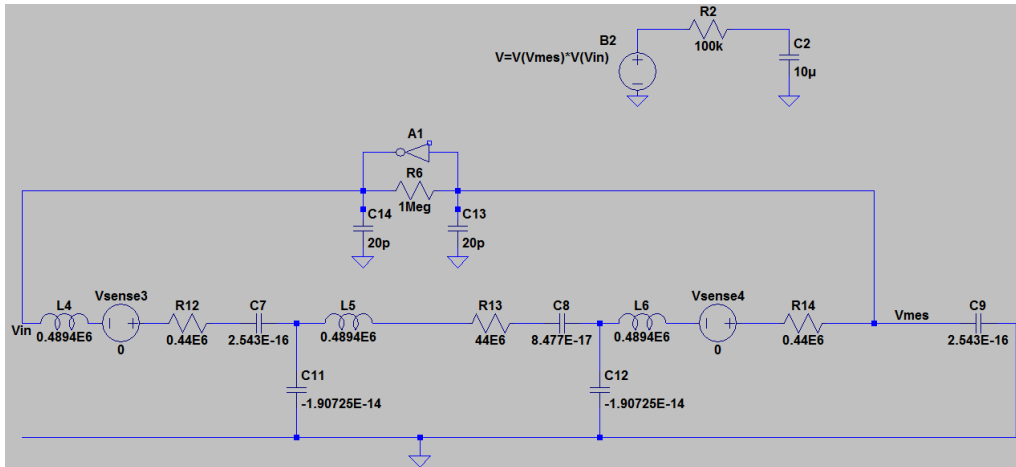 R2
100k
B2
V=V(Vmes)*V(Vin)
C2
10µ
A1
R6
1Meg
C14
20p
C13
20p
L4
0.4894E6
Vsense3
0
R12
0.44E6
C7
2.543E-16
L5
0.4894E6
R13
44E6
C8
8.477E-17
L6
0.4894E6
Vsense4
0
R14
0.44E6
C9
2.543E-16
Vin
Vmes
C11
-1.90725E-14
C12
-1.90725E-14